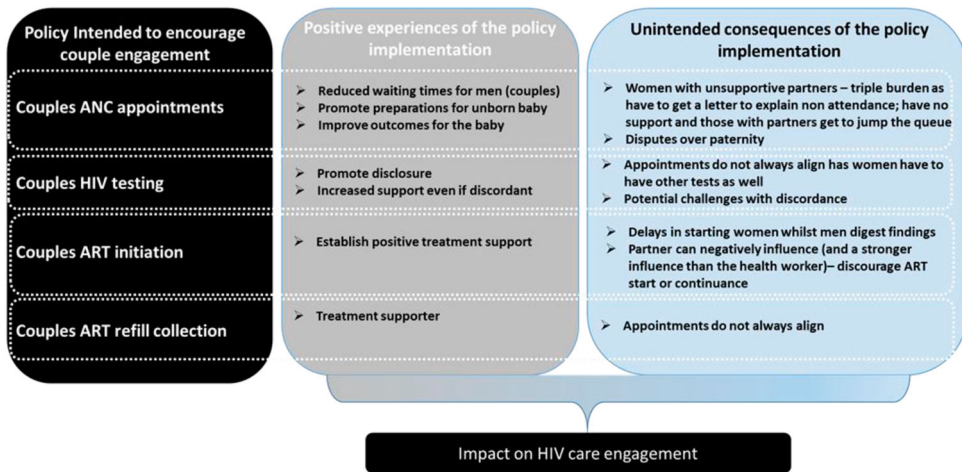 Policy Intended to encourage
couple engagement
Positive experiences of the policy
implementation
Unintended consequences of the policy
implementation
Couples ANC appointments
➢ Reduced waiting times for men (couples)
➢ Promote preparations for unborn baby
➢ Improve outcomes for the baby
➢ Women with unsupportive partners – triple burden as
have to get a letter to explain non attendance; have no
support and those with partners get to jump the queue
➢ Disputes over paternity
Couples HIV testing
➢ Promote disclosure
➢ Increased support even if discordant
➢ Appointments do not always align has women have to
have other tests as well
➢ Potential challenges with discordance
Couples ART initiation
➢ Establish positive treatment support
➢ Delays in starting women whilst men digest findings
➢ Partner can negatively influence (and a stronger
influence than the health worker)– discourage ART
start or continuance
Couples ART refill collection
➢ Treatment supporter
➢ Appointments do not always align
Impact on HIV care engagement